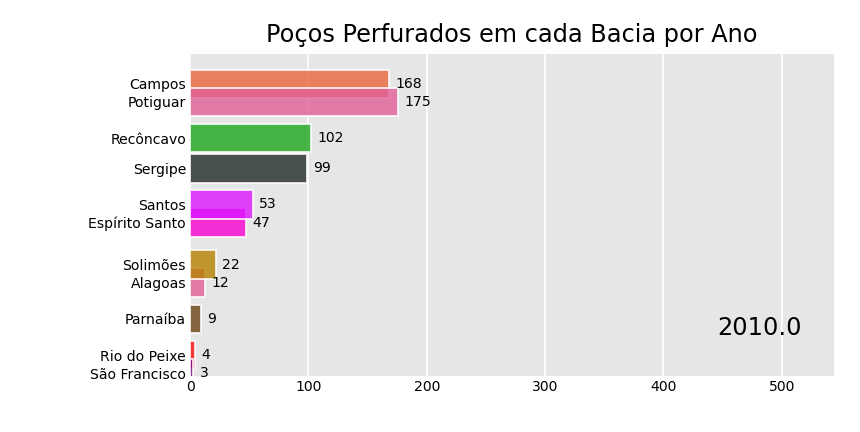 Poços Perfurados em cada Bacia por Ano
Campos 168
Potiguar 175
Recôncavo 102
Sergipe 99
Santos 53
Espírito Santo 47
Solimões 22
Alagoas 12
Parnaíba 9
2010.0
Rio do Peixe 4
São Francisco 3
0 100 200 300 400 500